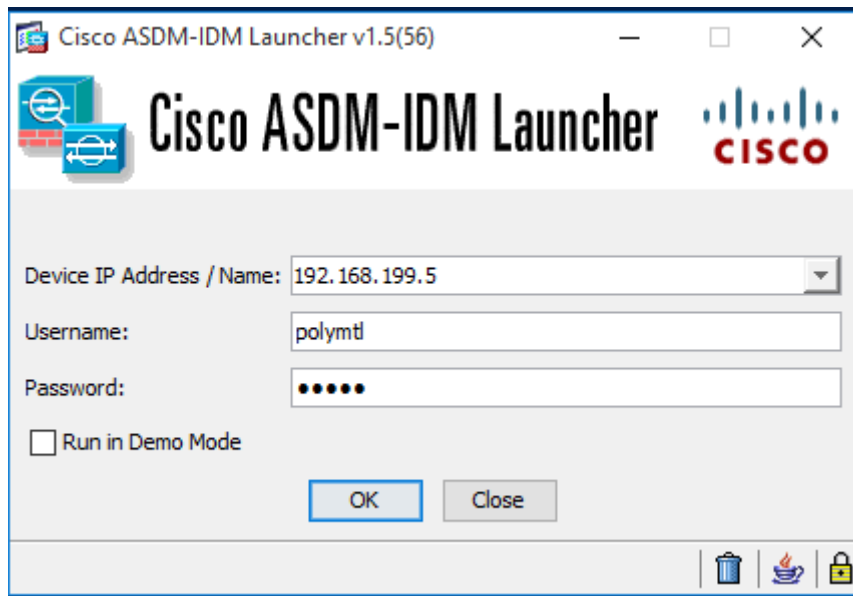 Cisco ASDM-IDM Launcher v1.5(56)
Cisco ASDM-IDM Launcher
CISCO
Device IP Address / Name: 192.168.199.5
Username: polymtl
Password: •••••
Run in Demo Mode
OK Close